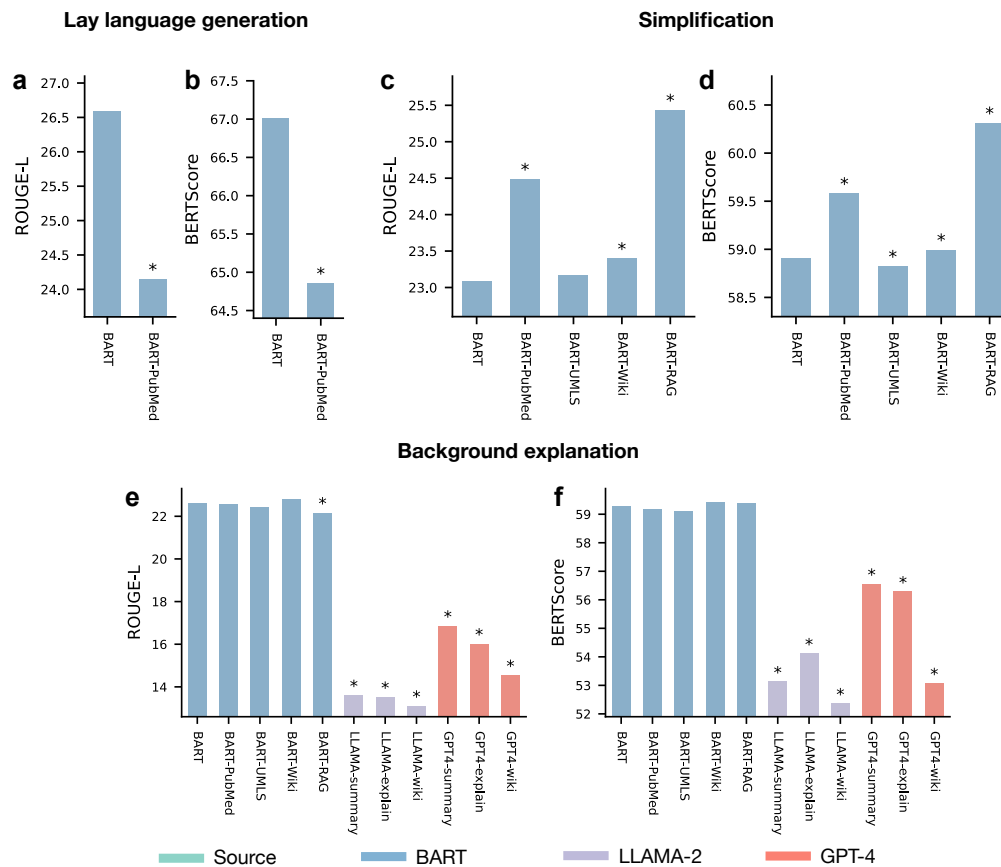 Lay language generation
Simplification
a
ROUGE-L
27.0
26.5
26.0
25.5
25.0
24.5
24.0
*
BART
BART-PubMed
b
BERTScore
67.5
67.0
66.5
66.0
65.5
65.0
64.5
*
BART
BART-PubMed
c
ROUGE-L
25.5
25.0
24.5
24.0
23.5
23.0
*
*
*
BART
BART-PubMed
BART-UMLS
BART-Wiki
BART-RAG
d
BERTScore
60.5
60.0
59.5
59.0
58.5
*
*
*
*
BART
BART-PubMed
BART-UMLS
BART-Wiki
BART-RAG
Background explanation
e
ROUGE-L
22
20
18
16
14
*
*
*
*
*
*
*
BART
BART-PubMed
BART-UMLS
BART-Wiki
BART-RAG
LLAMA-summary
LLAMA-explain
LLAMA-wiki
GPT4-summary
GPT4-explain
GPT4-wiki
f
BERTScore
59
58
57
56
55
54
53
52
*
*
*
*
*
*
BART
BART-PubMed
BART-UMLS
BART-Wiki
BART-RAG
LLAMA-summary
LLAMA-explain
LLAMA-wiki
GPT4-summary
GPT4-explain
GPT4-wiki
Source
BART
LLAMA-2
GPT-4